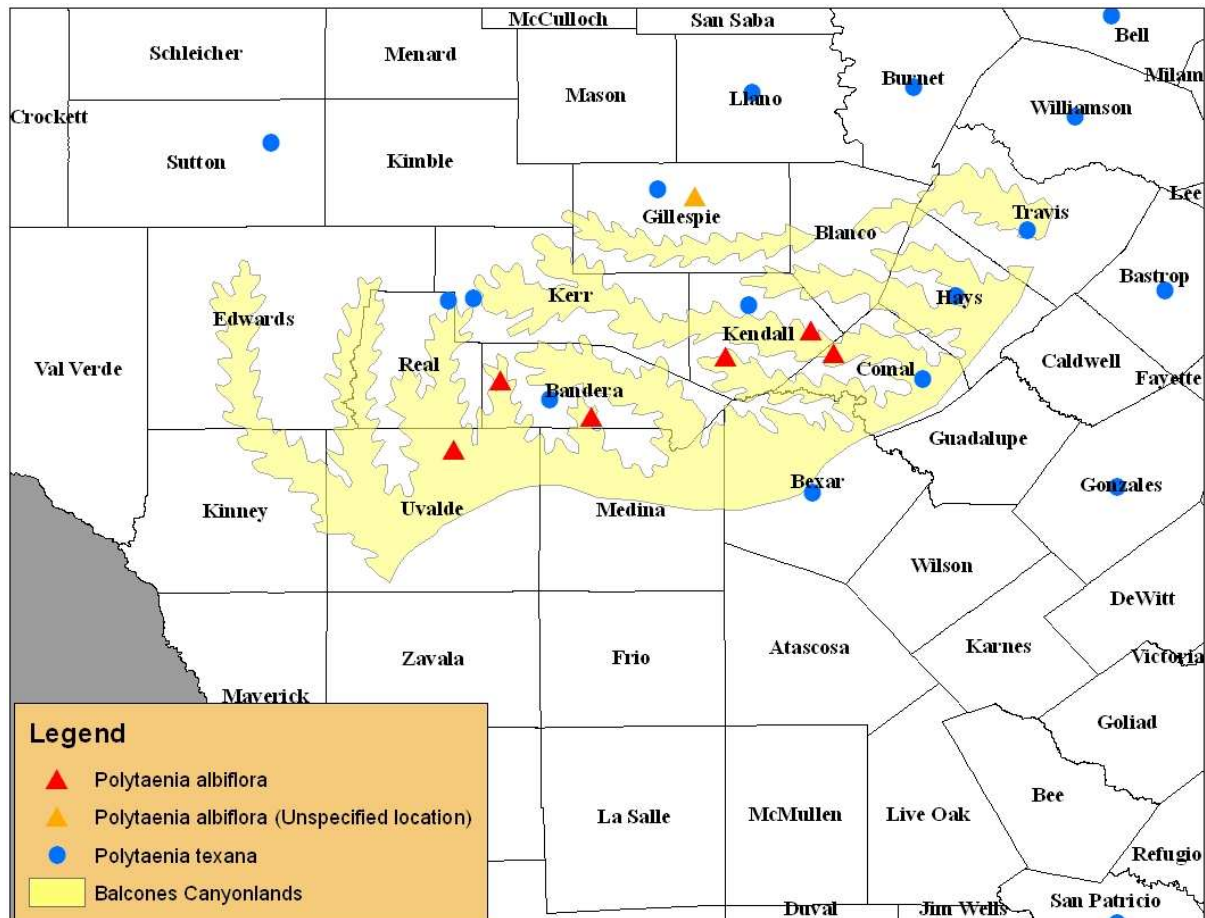 McCulloch
San Saba
Schleicher
Menard
Bell
Mason
Llano
Burnet
Milam
Crockett
Williamson
Sutton
Kimble
Lee
Gillespie
Blanco
Travis
Bastrop
Edwards
Kerr
Hays
Val Verde
Real
Kendall
Comal
Caldwell
Fayette
Bandera
Guadalupe
Bexar
Gonzales
Kinney
Uvalde
Medina
Wilson
DeWitt
Zavala
Frio
Atascosa
Karnes
Victoria
Maverick
Goliad
Legend
Polytaenia albiflora
Polytaenia albiflora (Unspecified location)
Polytaenia texana
Balcones Canyonlands
La Salle
McMullen
Live Oak
Bee
Refugio
San Patricio
Duval
Jim Wells